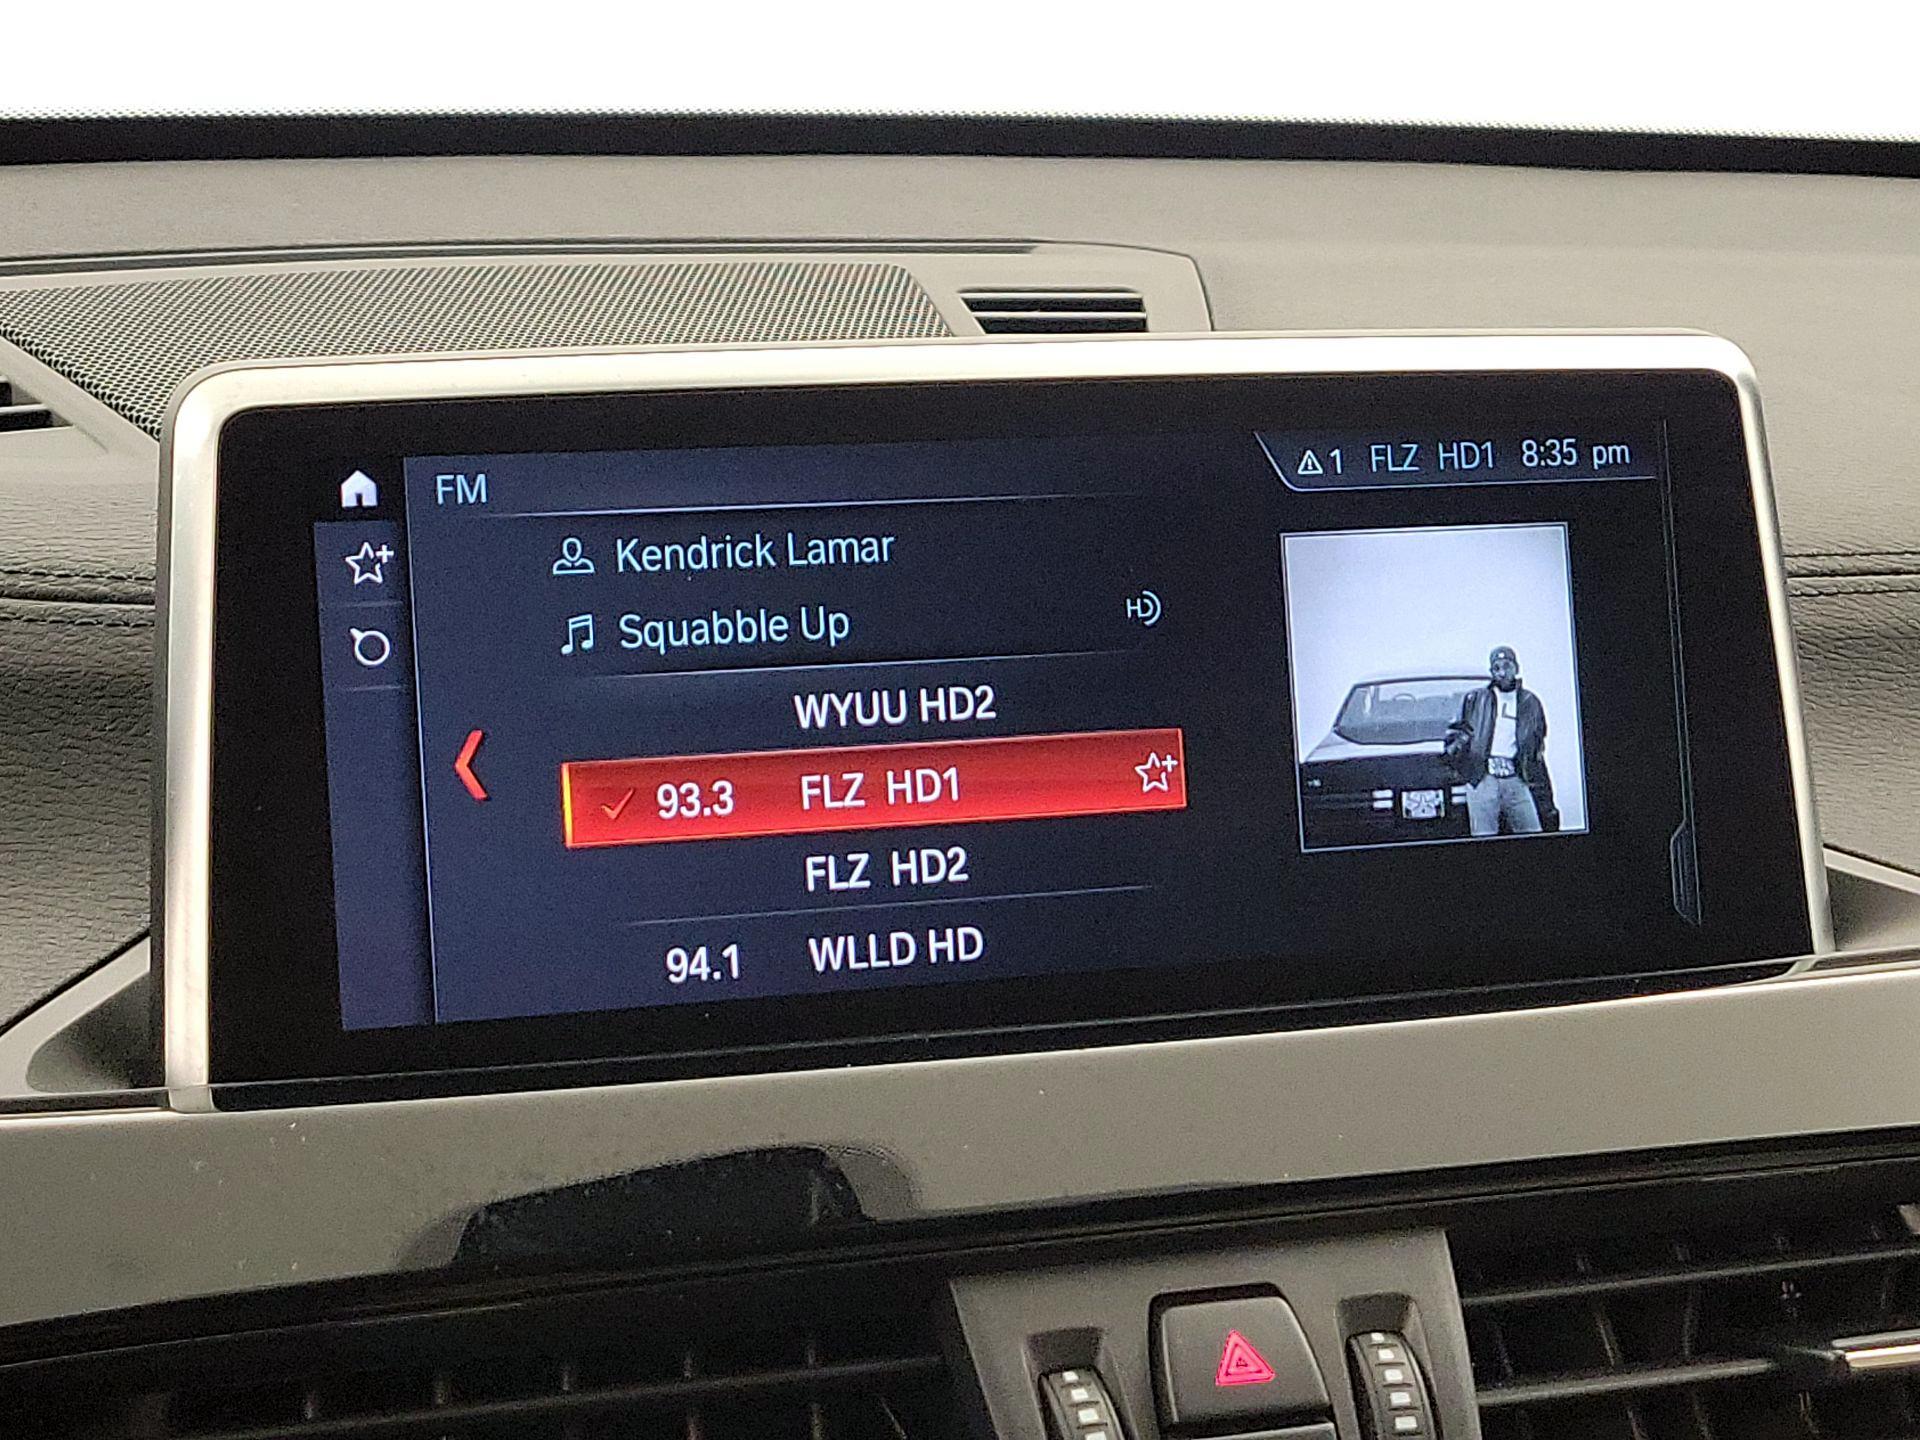 FM
1 FLZ HD1 8:35 pm
Kendrick Lamar
Squabble Up
HD
WYUU HD2
93.3 FLZ HD1
FLZ HD2
94.1 WLLD HD